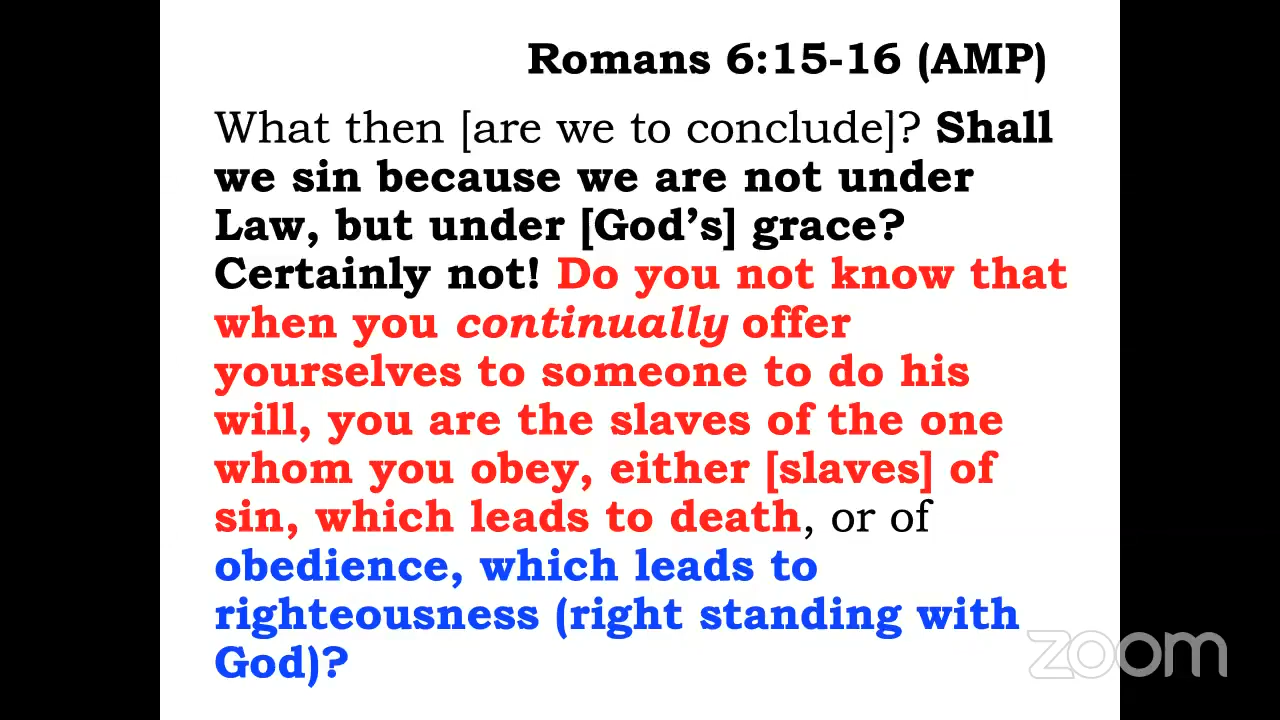 Romans 6:15-16 (AMP)
What then [are we to conclude]? Shall
we sin because we are not under
Law, but under [God’s] grace?
Certainly not! Do you not know that
when you continually offer
yourselves to someone to do his
will, you are the slaves of the one
whom you obey, either [slaves] of
sin, which leads to death, or of
obedience, which leads to
righteousness (right standing with
God)?
zoom